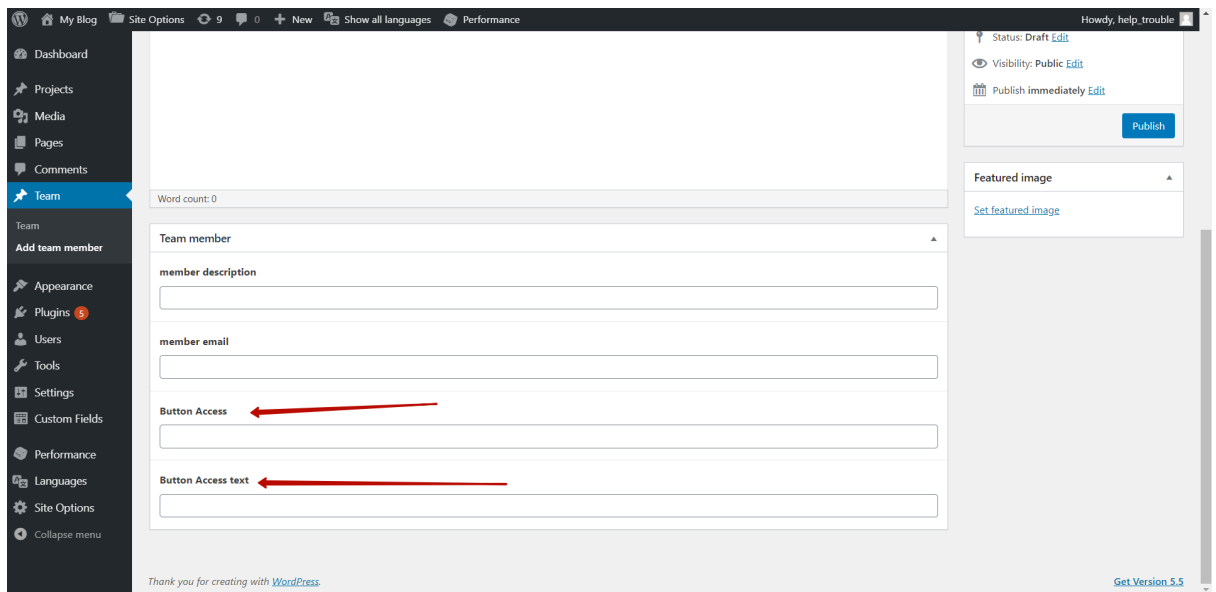 My Blog Site Options 9 0 New Show all languages Performance Howdy, help_trouble
Dashboard
Projects
Media
Pages
Comments
Team
Team
Add team member
Appearance
Plugins 5
Users
Tools
Settings
Custom Fields
Performance
Languages
Site Options
Collapse menu
Word count: 0
Team member
member description
member email
Button Access
Button Access text
Status: Draft Edit
Visibility: Public Edit
Publish immediately Edit
Publish
Featured image
Set featured image
Thank you for creating with WordPress.
Get Version 5.5